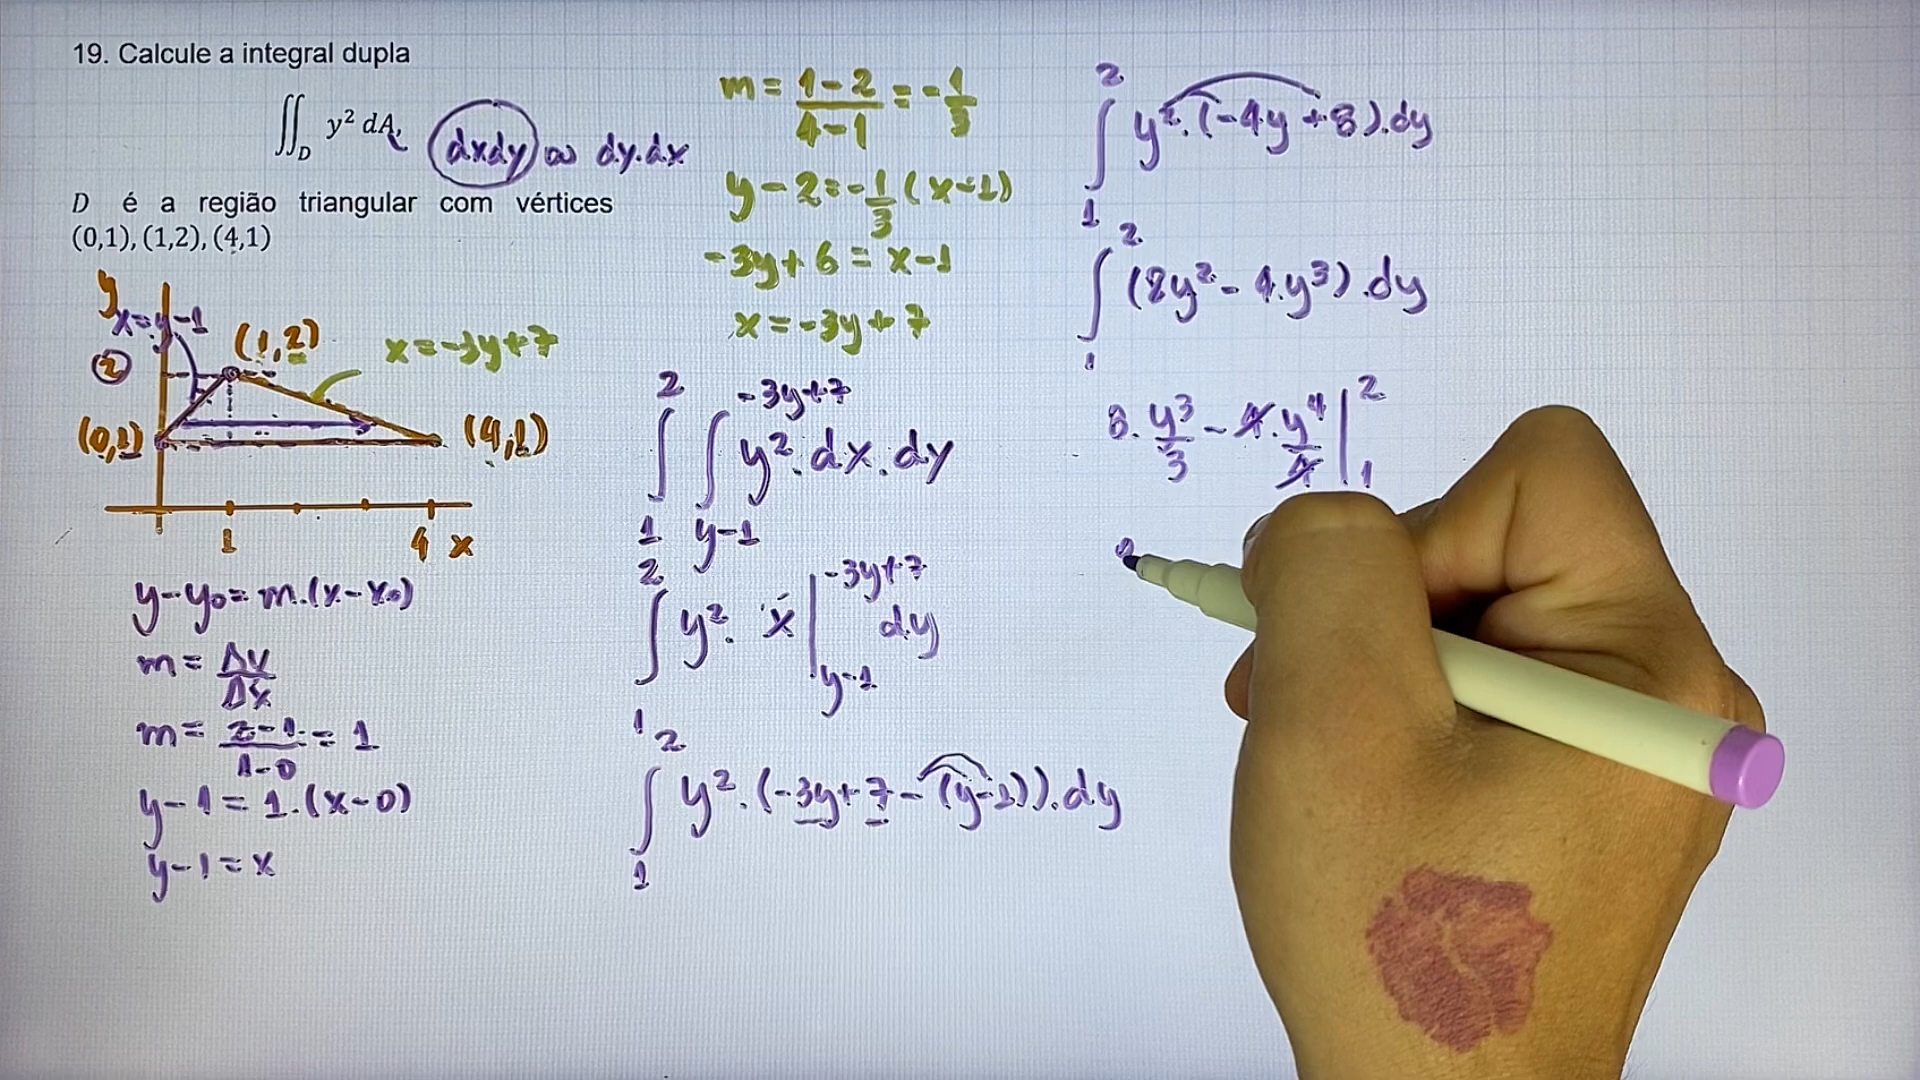 19. Calcule a integral dupla
∬_D y² dA, dxdy ou dy.dx
D é a região triangular com vértices
(0,1), (1,2), (4,1)
y
x=y-1
(1,2)
x=-3y+7
2
(0,1)
(4,1)
1 4 x
y-y₀=m.(x-x₀)
m=Δy/Δx
m=(2-1)/(1-0)=1
y-1=1.(x-0)
y-1=x
m=(1-2)/(4-1)=-1/3
y-2=-1/3(x-1)
-3y+6=x-1
x=-3y+7
∫₁² ∫_{y-1}^{-3y+7} y².dx.dy
∫₁² y². x |_{y-1}^{-3y+7} dy
∫₁² y².(-3y+7-(y-1)).dy
∫₁² y².(-4y+8).dy
∫₁² (8y²-4.y³).dy
8.y³/3-4.y⁴/4 |₁²